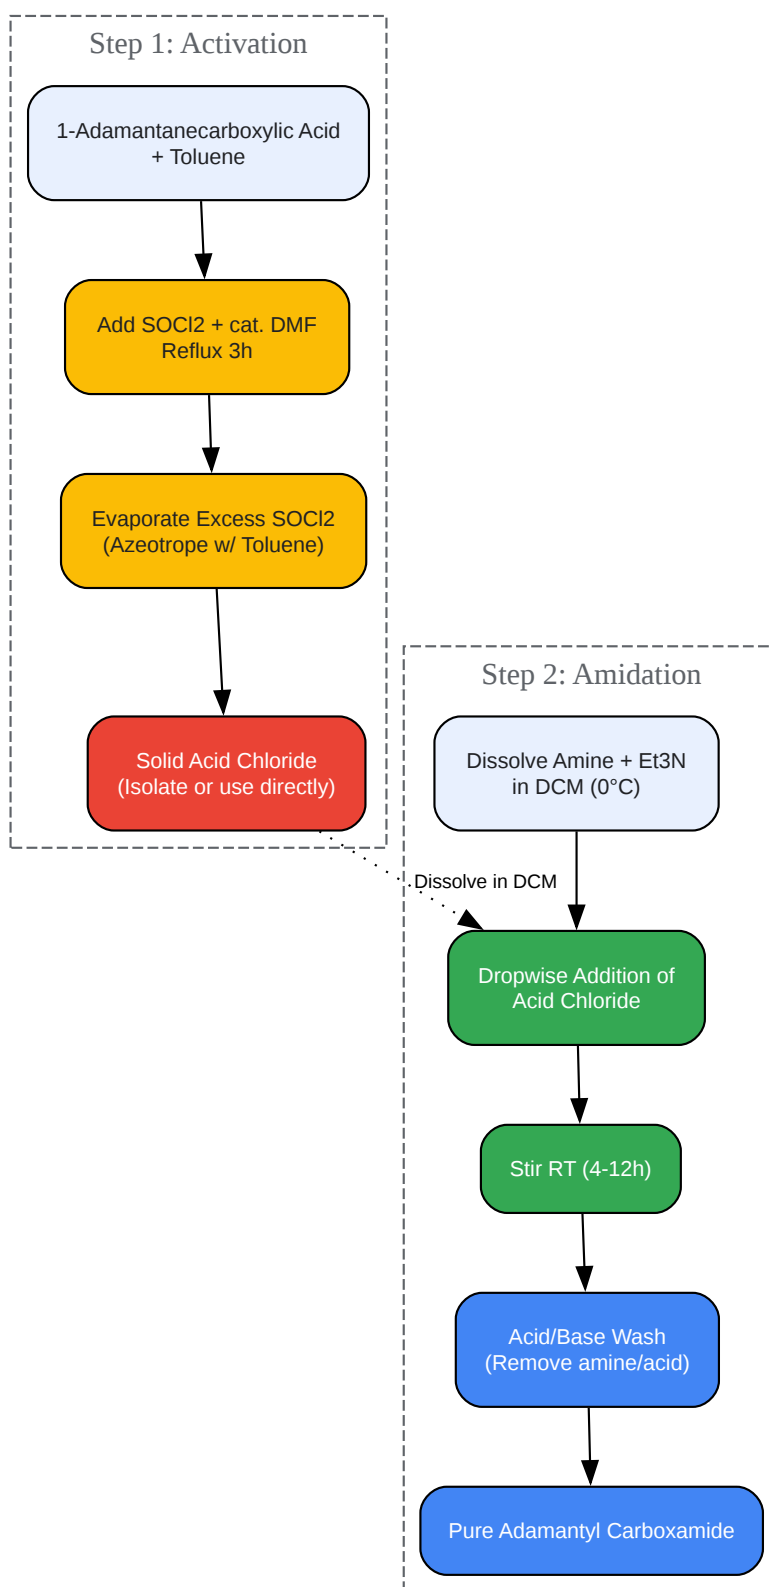 Step 1: Activation
1-Adamantanecarboxylic Acid
+ Toluene
Add SOCl2 + cat. DMF
Reflux 3h
Evaporate Excess SOCl2
(Azeotrope w/ Toluene)
Solid Acid Chloride
(Isolate or use directly)
Step 2: Amidation
Dissolve Amine + Et3N
in DCM (0°C)
Dissolve in DCM
Dropwise Addition of
Acid Chloride
Stir RT (4-12h)
Acid/Base Wash
(Remove amine/acid)
Pure Adamantyl Carboxamide